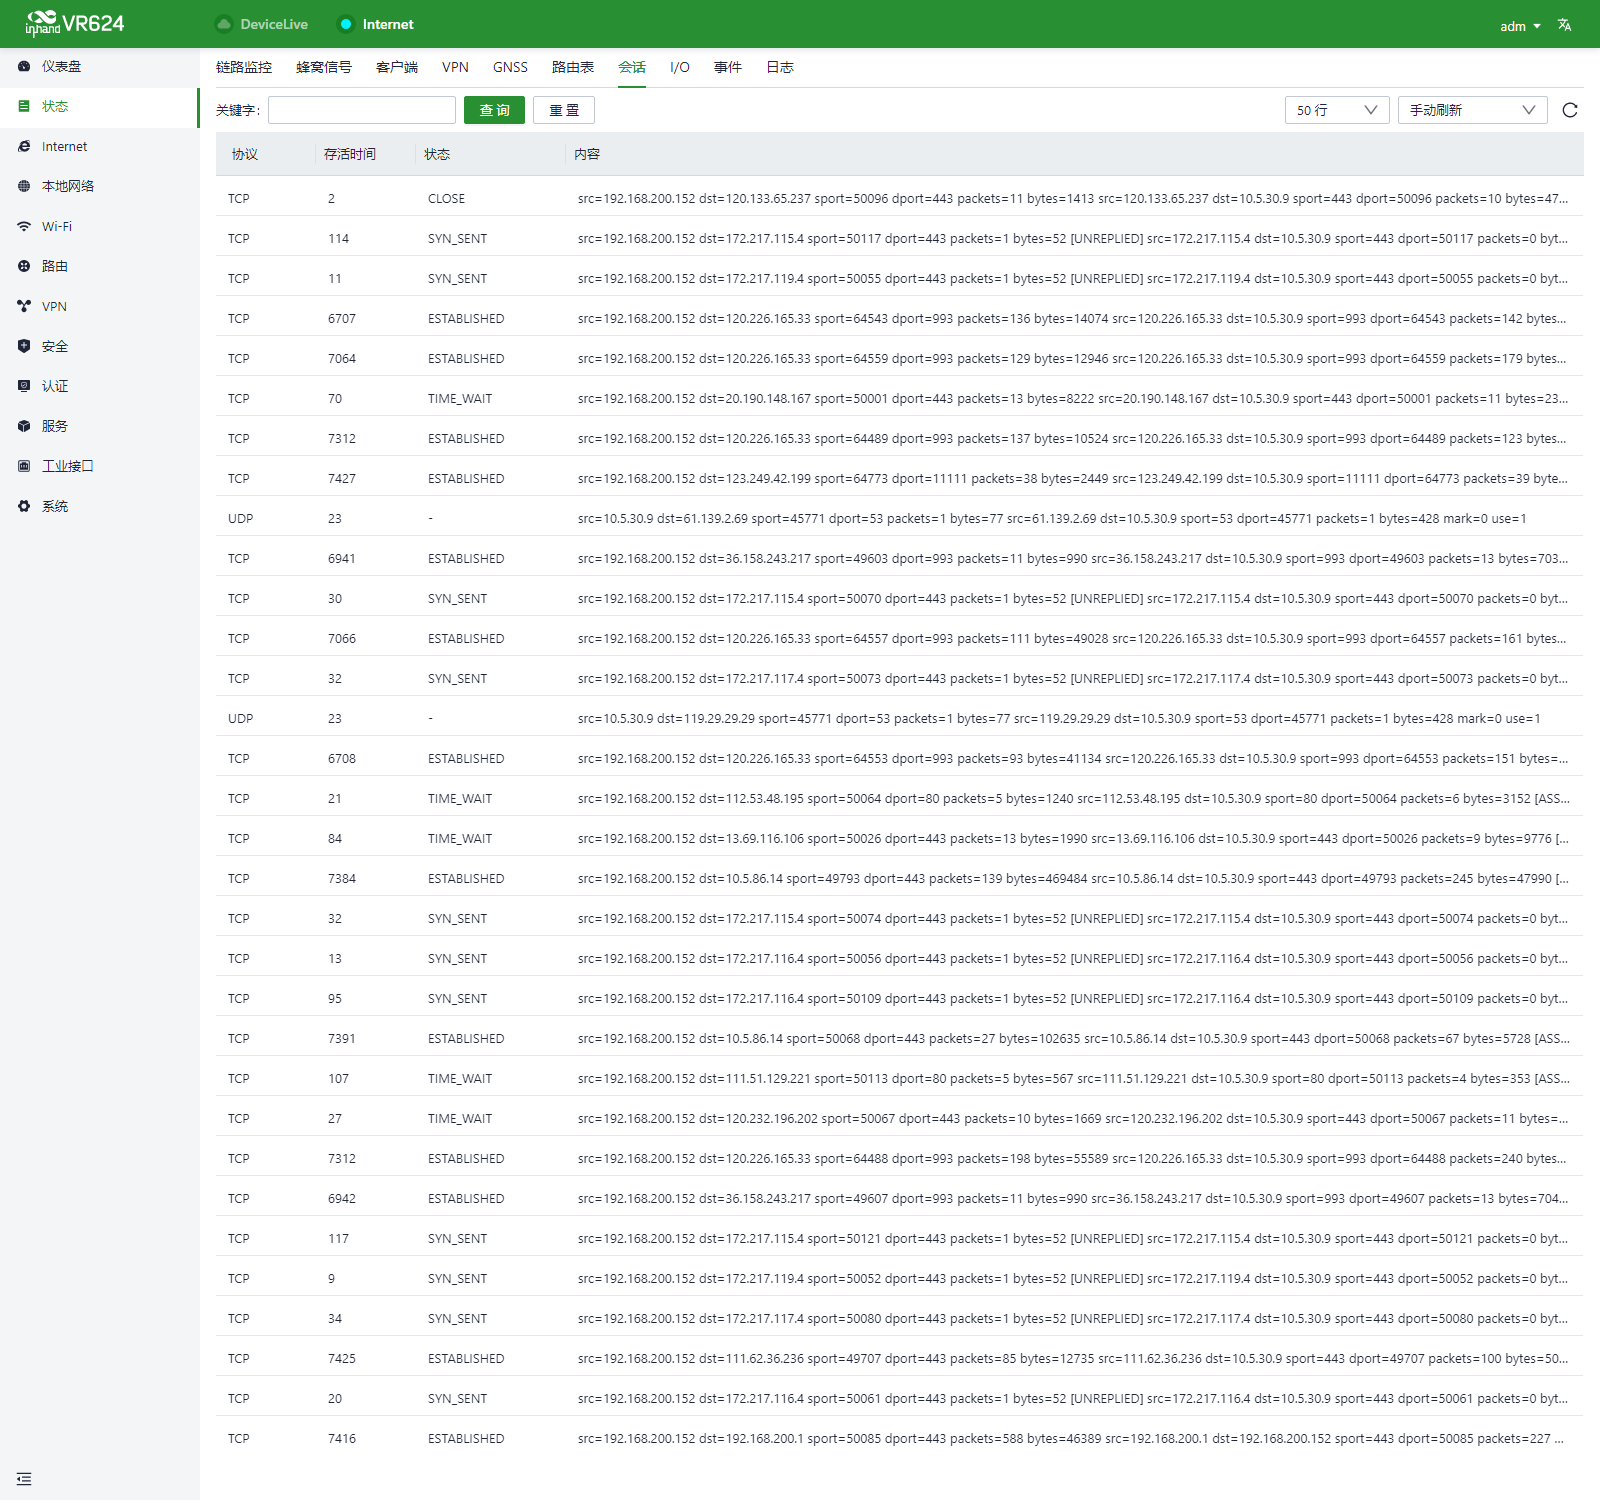 inhand VR624
DeviceLive
Internet
adm
仪表盘
状态
Internet
本地网络
Wi-Fi
路由
VPN
安全
认证
服务
工业接口
系统
链路监控 蜂窝信号 客户端 VPN GNSS 路由表 会话 I/O 事件 日志
关键字: 查 询 重 置 50 行 手动刷新
协议 存活时间 状态 内容
TCP 2 CLOSE src=192.168.200.152 dst=120.133.65.237 sport=50096 dport=443 packets=11 bytes=1413 src=120.133.65.237 dst=10.5.30.9 sport=443 dport=50096 packets=10 bytes=47...
TCP 114 SYN_SENT src=192.168.200.152 dst=172.217.115.4 sport=50117 dport=443 packets=1 bytes=52 [UNREPLIED] src=172.217.115.4 dst=10.5.30.9 sport=443 dport=50117 packets=0 byt...
TCP 11 SYN_SENT src=192.168.200.152 dst=172.217.119.4 sport=50055 dport=443 packets=1 bytes=52 [UNREPLIED] src=172.217.119.4 dst=10.5.30.9 sport=443 dport=50055 packets=0 byt...
TCP 6707 ESTABLISHED src=192.168.200.152 dst=120.226.165.33 sport=64543 dport=993 packets=136 bytes=14074 src=120.226.165.33 dst=10.5.30.9 sport=993 dport=64543 packets=142 bytes...
TCP 7064 ESTABLISHED src=192.168.200.152 dst=120.226.165.33 sport=64559 dport=993 packets=129 bytes=12946 src=120.226.165.33 dst=10.5.30.9 sport=993 dport=64559 packets=179 bytes...
TCP 70 TIME_WAIT src=192.168.200.152 dst=20.190.148.167 sport=50001 dport=443 packets=13 bytes=8222 src=20.190.148.167 dst=10.5.30.9 sport=443 dport=50001 packets=11 bytes=23...
TCP 7312 ESTABLISHED src=192.168.200.152 dst=120.226.165.33 sport=64489 dport=993 packets=137 bytes=10524 src=120.226.165.33 dst=10.5.30.9 sport=993 dport=64489 packets=123 bytes...
TCP 7427 ESTABLISHED src=192.168.200.152 dst=123.249.42.199 sport=64773 dport=11111 packets=38 bytes=2449 src=123.249.42.199 dst=10.5.30.9 sport=11111 dport=64773 packets=39 byte...
UDP 23 - src=10.5.30.9 dst=61.139.2.69 sport=45771 dport=53 packets=1 bytes=77 src=61.139.2.69 dst=10.5.30.9 sport=53 dport=45771 packets=1 bytes=428 mark=0 use=1
TCP 6941 ESTABLISHED src=192.168.200.152 dst=36.158.243.217 sport=49603 dport=993 packets=11 bytes=990 src=36.158.243.217 dst=10.5.30.9 sport=993 dport=49603 packets=13 bytes=703...
TCP 30 SYN_SENT src=192.168.200.152 dst=172.217.115.4 sport=50070 dport=443 packets=1 bytes=52 [UNREPLIED] src=172.217.115.4 dst=10.5.30.9 sport=443 dport=50070 packets=0 byt...
TCP 7066 ESTABLISHED src=192.168.200.152 dst=120.226.165.33 sport=64557 dport=993 packets=111 bytes=49028 src=120.226.165.33 dst=10.5.30.9 sport=993 dport=64557 packets=161 bytes...
TCP 32 SYN_SENT src=192.168.200.152 dst=172.217.117.4 sport=50073 dport=443 packets=1 bytes=52 [UNREPLIED] src=172.217.117.4 dst=10.5.30.9 sport=443 dport=50073 packets=0 byt...
UDP 23 - src=10.5.30.9 dst=119.29.29.29 sport=45771 dport=53 packets=1 bytes=77 src=119.29.29.29 dst=10.5.30.9 sport=53 dport=45771 packets=1 bytes=428 mark=0 use=1
TCP 6708 ESTABLISHED src=192.168.200.152 dst=120.226.165.33 sport=64553 dport=993 packets=93 bytes=41134 src=120.226.165.33 dst=10.5.30.9 sport=993 dport=64553 packets=151 bytes=...
TCP 21 TIME_WAIT src=192.168.200.152 dst=112.53.48.195 sport=50064 dport=80 packets=5 bytes=1240 src=112.53.48.195 dst=10.5.30.9 sport=80 dport=50064 packets=6 bytes=3152 [ASS...
TCP 84 TIME_WAIT src=192.168.200.152 dst=13.69.116.106 sport=50026 dport=443 packets=13 bytes=1990 src=13.69.116.106 dst=10.5.30.9 sport=443 dport=50026 packets=9 bytes=9776 [...
TCP 7384 ESTABLISHED src=192.168.200.152 dst=10.5.86.14 sport=49793 dport=443 packets=139 bytes=469484 src=10.5.86.14 dst=10.5.30.9 sport=443 dport=49793 packets=245 bytes=47990 [...
TCP 32 SYN_SENT src=192.168.200.152 dst=172.217.115.4 sport=50074 dport=443 packets=1 bytes=52 [UNREPLIED] src=172.217.115.4 dst=10.5.30.9 sport=443 dport=50074 packets=0 byt...
TCP 13 SYN_SENT src=192.168.200.152 dst=172.217.116.4 sport=50056 dport=443 packets=1 bytes=52 [UNREPLIED] src=172.217.116.4 dst=10.5.30.9 sport=443 dport=50056 packets=0 byt...
TCP 95 SYN_SENT src=192.168.200.152 dst=172.217.116.4 sport=50109 dport=443 packets=1 bytes=52 [UNREPLIED] src=172.217.116.4 dst=10.5.30.9 sport=443 dport=50109 packets=0 byt...
TCP 7391 ESTABLISHED src=192.168.200.152 dst=10.5.86.14 sport=50068 dport=443 packets=27 bytes=102635 src=10.5.86.14 dst=10.5.30.9 sport=443 dport=50068 packets=67 bytes=5728 [ASS...
TCP 107 TIME_WAIT src=192.168.200.152 dst=111.51.129.221 sport=50113 dport=80 packets=5 bytes=567 src=111.51.129.221 dst=10.5.30.9 sport=80 dport=50113 packets=4 bytes=353 [ASS...
TCP 27 TIME_WAIT src=192.168.200.152 dst=120.232.196.202 sport=50067 dport=443 packets=10 bytes=1669 src=120.232.196.202 dst=10.5.30.9 sport=443 dport=50067 packets=11 bytes=...
TCP 7312 ESTABLISHED src=192.168.200.152 dst=120.226.165.33 sport=64488 dport=993 packets=198 bytes=55589 src=120.226.165.33 dst=10.5.30.9 sport=993 dport=64488 packets=240 bytes...
TCP 6942 ESTABLISHED src=192.168.200.152 dst=36.158.243.217 sport=49607 dport=993 packets=11 bytes=990 src=36.158.243.217 dst=10.5.30.9 sport=993 dport=49607 packets=13 bytes=704...
TCP 117 SYN_SENT src=192.168.200.152 dst=172.217.115.4 sport=50121 dport=443 packets=1 bytes=52 [UNREPLIED] src=172.217.115.4 dst=10.5.30.9 sport=443 dport=50121 packets=0 byt...
TCP 9 SYN_SENT src=192.168.200.152 dst=172.217.119.4 sport=50052 dport=443 packets=1 bytes=52 [UNREPLIED] src=172.217.119.4 dst=10.5.30.9 sport=443 dport=50052 packets=0 byt...
TCP 34 SYN_SENT src=192.168.200.152 dst=172.217.117.4 sport=50080 dport=443 packets=1 bytes=52 [UNREPLIED] src=172.217.117.4 dst=10.5.30.9 sport=443 dport=50080 packets=0 byt...
TCP 7425 ESTABLISHED src=192.168.200.152 dst=111.62.36.236 sport=49707 dport=443 packets=85 bytes=12735 src=111.62.36.236 dst=10.5.30.9 sport=443 dport=49707 packets=100 bytes=50...
TCP 20 SYN_SENT src=192.168.200.152 dst=172.217.116.4 sport=50061 dport=443 packets=1 bytes=52 [UNREPLIED] src=172.217.116.4 dst=10.5.30.9 sport=443 dport=50061 packets=0 byt...
TCP 7416 ESTABLISHED src=192.168.200.152 dst=192.168.200.1 sport=50085 dport=443 packets=588 bytes=46389 src=192.168.200.1 dst=192.168.200.152 sport=443 dport=50085 packets=227 ...